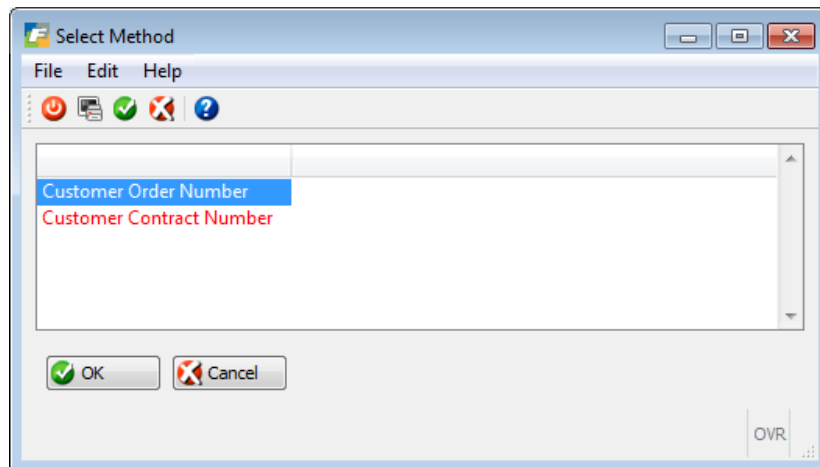 Select Method
File Edit Help
Customer Order Number
Customer Contract Number
OK Cancel
OVR